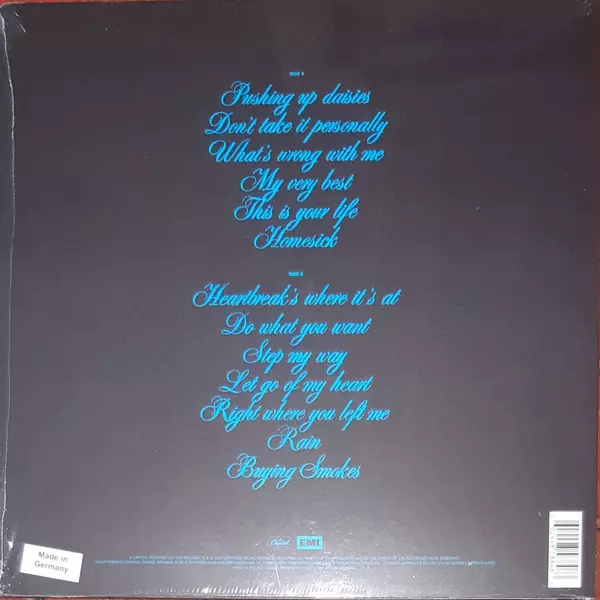 SIDE A
Pushing up daisies
Don't take it personally
What's wrong with me
My very best
This is your life
Homesick
SIDE B
Heartbreak's where it's at
Do what you want
Step my way
Let go of my heart
Right where you left me
Rain
Buying Smokes
Capitol EMI
Made in
Germany